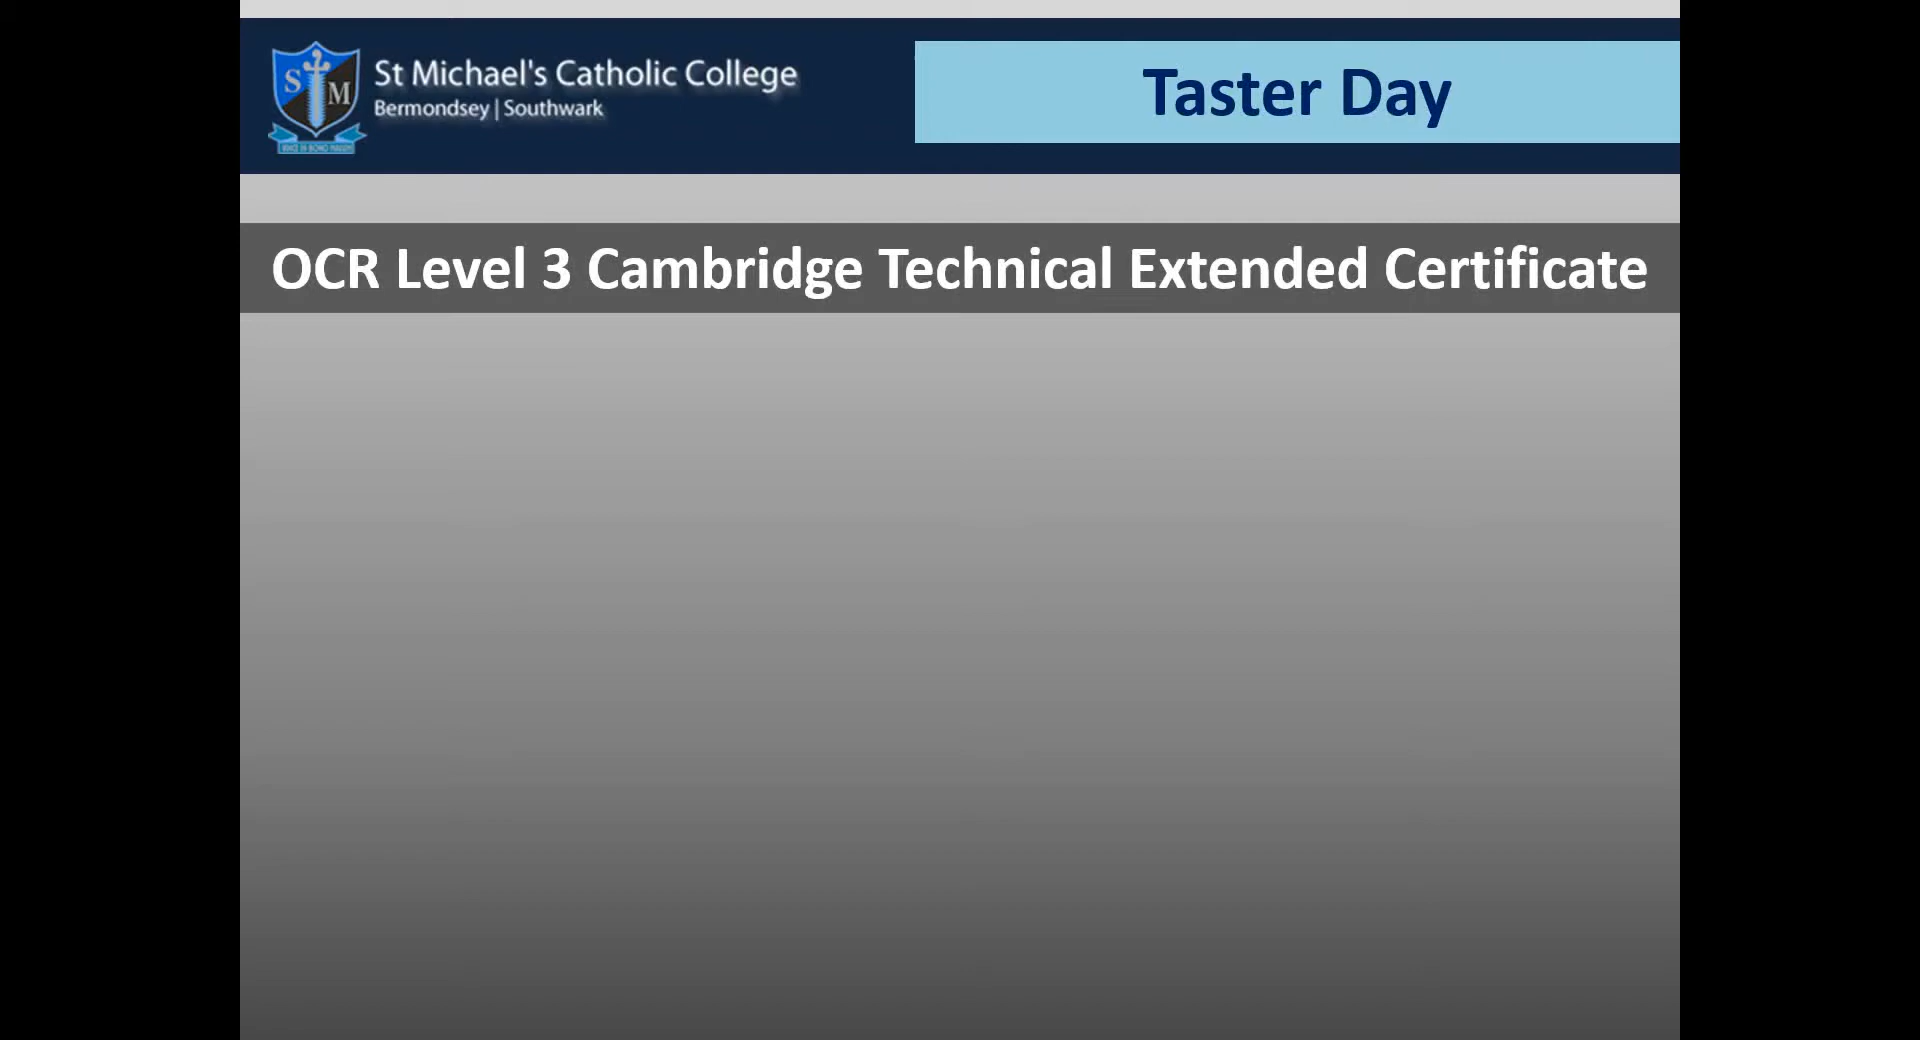 S M
St Michael's Catholic College
Bermondsey | Southwark
Taster Day
OCR Level 3 Cambridge Technical Extended Certificate